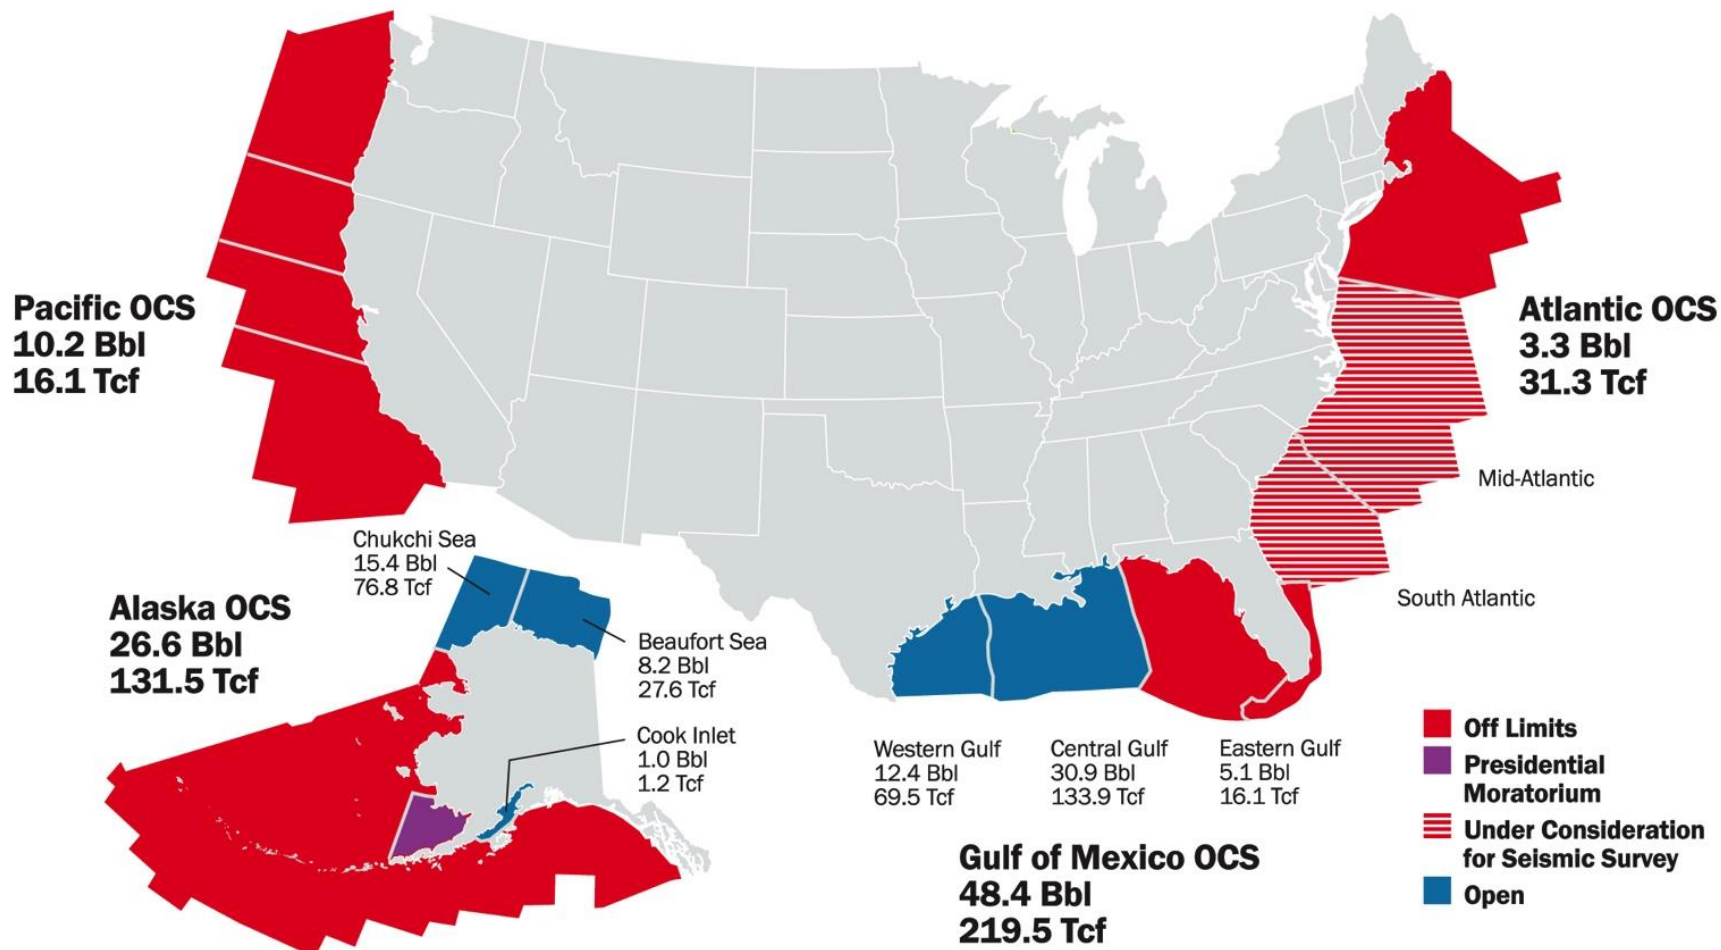 Pacific OCS
10.2 Bbl
16.1 Tcf
Atlantic OCS
3.3 Bbl
31.3 Tcf
Mid-Atlantic
South Atlantic
Chukchi Sea
15.4 Bbl
76.8 Tcf
Alaska OCS
26.6 Bbl
131.5 Tcf
Beaufort Sea
8.2 Bbl
27.6 Tcf
Cook Inlet
1.0 Bbl
1.2 Tcf
Western Gulf
12.4 Bbl
69.5 Tcf
Central Gulf
30.9 Bbl
133.9 Tcf
Eastern Gulf
5.1 Bbl
16.1 Tcf
Gulf of Mexico OCS
48.4 Bbl
219.5 Tcf
Off Limits
Presidential
Moratorium
Under Consideration
for Seismic Survey
Open